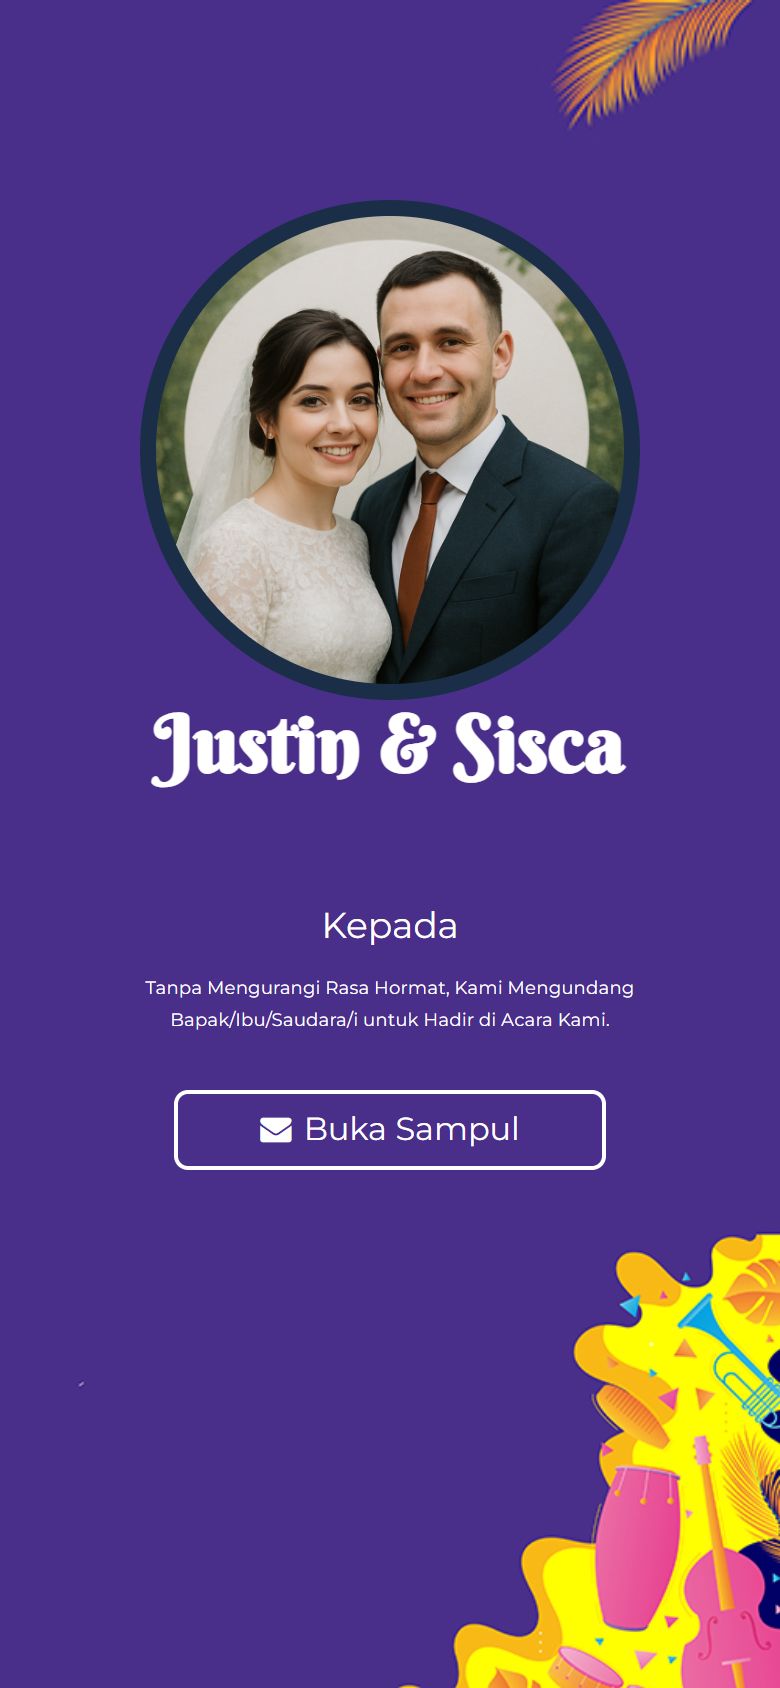 Justin & Sisca
Kepada
Tanpa Mengurangi Rasa Hormat, Kami Mengundang
Bapak/Ibu/Saudara/i untuk Hadir di Acara Kami.
Buka Sampul